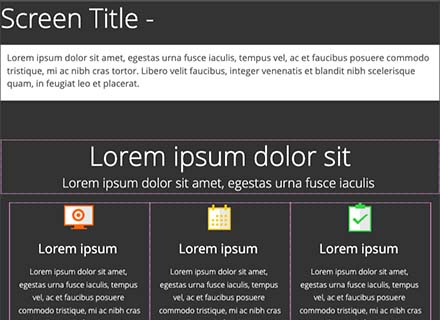 Screen Title -
Lorem ipsum dolor sit amet, egestas urna fusce iaculis, tempus vel, ac et faucibus posuere commodo
tristique, mi ac nibh cras tortor. Libero velit faucibus, integer venenatis et blandit nibh scelerisque
quam, in feugiat leo et placerat.
Lorem ipsum dolor sit
Lorem ipsum dolor sit amet, egestas urna fusce iaculis
Lorem ipsum
Lorem ipsum dolor sit amet,
egestas urna fusce iaculis, tempus
vel, ac et faucibus posuere
commodo tristique, mi ac nibh cras
Lorem ipsum
Lorem ipsum dolor sit amet,
egestas urna fusce iaculis, tempus
vel, ac et faucibus posuere
commodo tristique, mi ac nibh cras
Lorem ipsum
Lorem ipsum dolor sit amet,
egestas urna fusce iaculis, tempus
vel, ac et faucibus posuere
commodo tristique, mi ac nibh cras